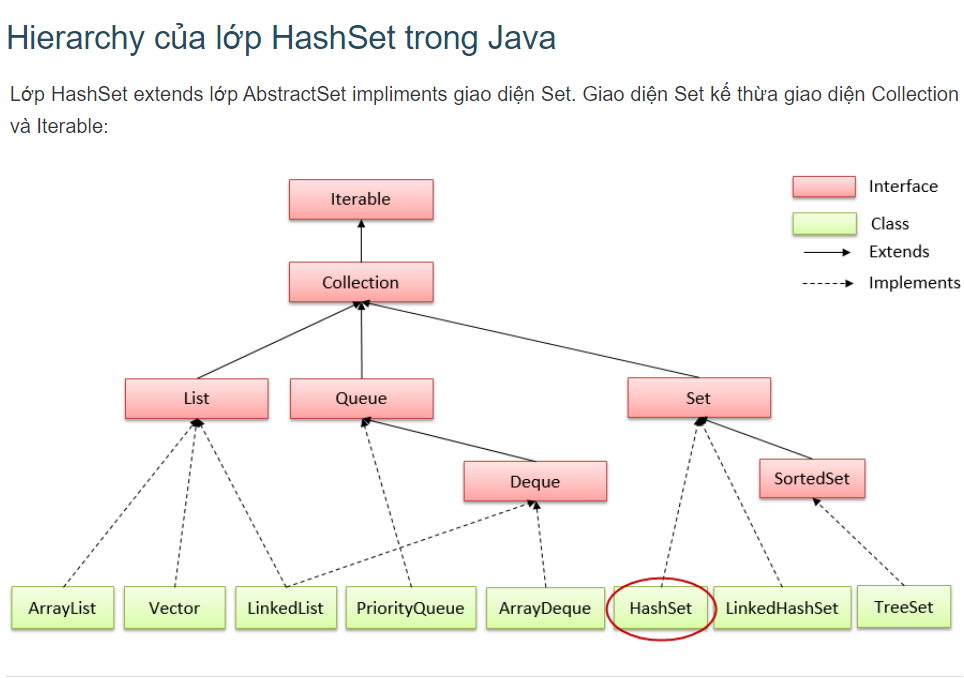 Hierarchy của lớp HashSet trong Java
Lớp HashSet extends lớp AbstractSet impliments giao diện Set. Giao diện Set kế thừa giao diện Collection
và Iterable:
Iterable
Interface
Class
Extends
Implements
Collection
List
Queue
Set
Deque
SortedSet
ArrayList
Vector
LinkedList
PriorityQueue
ArrayDeque
HashSet
LinkedHashSet
TreeSet